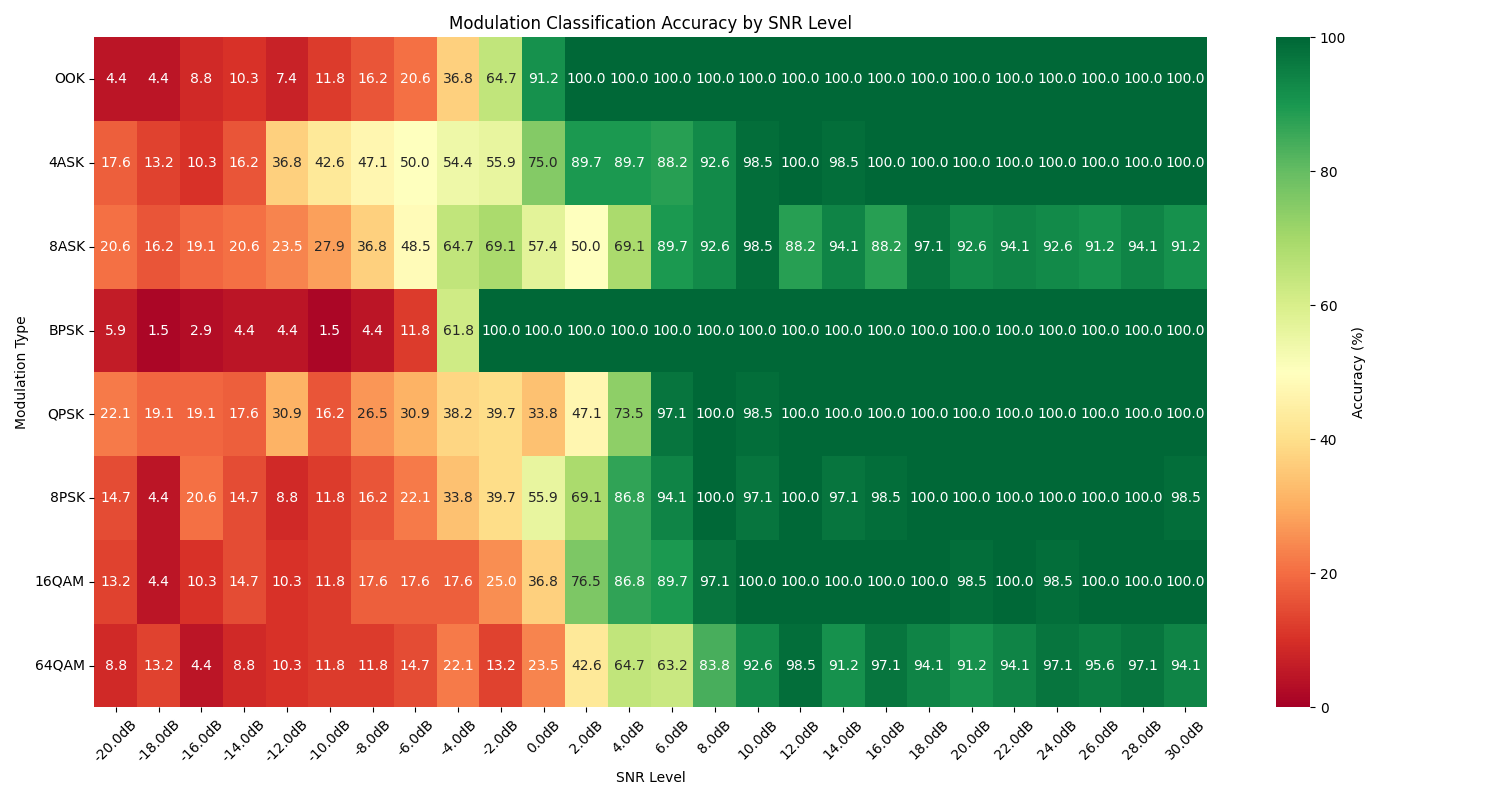 Modulation Classification Accuracy by SNR Level
OOK 4.4 4.4 8.8 10.3 7.4 11.8 16.2 20.6 36.8 64.7 91.2 100.0 100.0 100.0 100.0 100.0 100.0 100.0 100.0 100.0 100.0 100.0 100.0 100.0 100.0 100.0
4ASK 17.6 13.2 10.3 16.2 36.8 42.6 47.1 50.0 54.4 55.9 75.0 89.7 89.7 88.2 92.6 98.5 100.0 98.5 100.0 100.0 100.0 100.0 100.0 100.0 100.0 100.0
8ASK 20.6 16.2 19.1 20.6 23.5 27.9 36.8 48.5 64.7 69.1 57.4 50.0 69.1 89.7 92.6 98.5 88.2 94.1 88.2 97.1 92.6 94.1 92.6 91.2 94.1 91.2
BPSK 5.9 1.5 2.9 4.4 4.4 1.5 4.4 11.8 61.8 100.0 100.0 100.0 100.0 100.0 100.0 100.0 100.0 100.0 100.0 100.0 100.0 100.0 100.0 100.0 100.0 100.0
QPSK 22.1 19.1 19.1 17.6 30.9 16.2 26.5 30.9 38.2 39.7 33.8 47.1 73.5 97.1 100.0 98.5 100.0 100.0 100.0 100.0 100.0 100.0 100.0 100.0 100.0 100.0
8PSK 14.7 4.4 20.6 14.7 8.8 11.8 16.2 22.1 33.8 39.7 55.9 69.1 86.8 94.1 100.0 97.1 100.0 97.1 98.5 100.0 100.0 100.0 100.0 100.0 100.0 98.5
16QAM 13.2 4.4 10.3 14.7 10.3 11.8 17.6 17.6 17.6 25.0 36.8 76.5 86.8 89.7 97.1 100.0 100.0 100.0 100.0 100.0 98.5 100.0 98.5 100.0 100.0 100.0
64QAM 8.8 13.2 4.4 8.8 10.3 11.8 11.8 14.7 22.1 13.2 23.5 42.6 64.7 63.2 83.8 92.6 98.5 91.2 97.1 94.1 91.2 94.1 97.1 95.6 97.1 94.1
-20.0dB -18.0dB -16.0dB -14.0dB -12.0dB -10.0dB -8.0dB -6.0dB -4.0dB -2.0dB 0.0dB 2.0dB 4.0dB 6.0dB 8.0dB 10.0dB 12.0dB 14.0dB 16.0dB 18.0dB 20.0dB 22.0dB 24.0dB 26.0dB 28.0dB 30.0dB
SNR Level
Modulation Type
100
80
60
40
20
0
Accuracy (%)